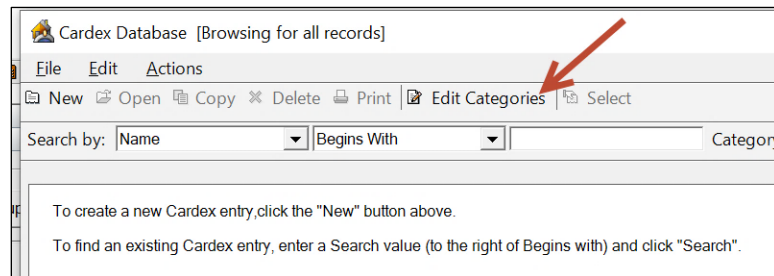 Cardex Database [Browsing for all records]
File Edit Actions
New Open Copy Delete Print Edit Categories Select
Search by: Name Begins With Category
To create a new Cardex entry,click the "New" button above.
To find an existing Cardex entry, enter a Search value (to the right of Begins with) and click "Search".